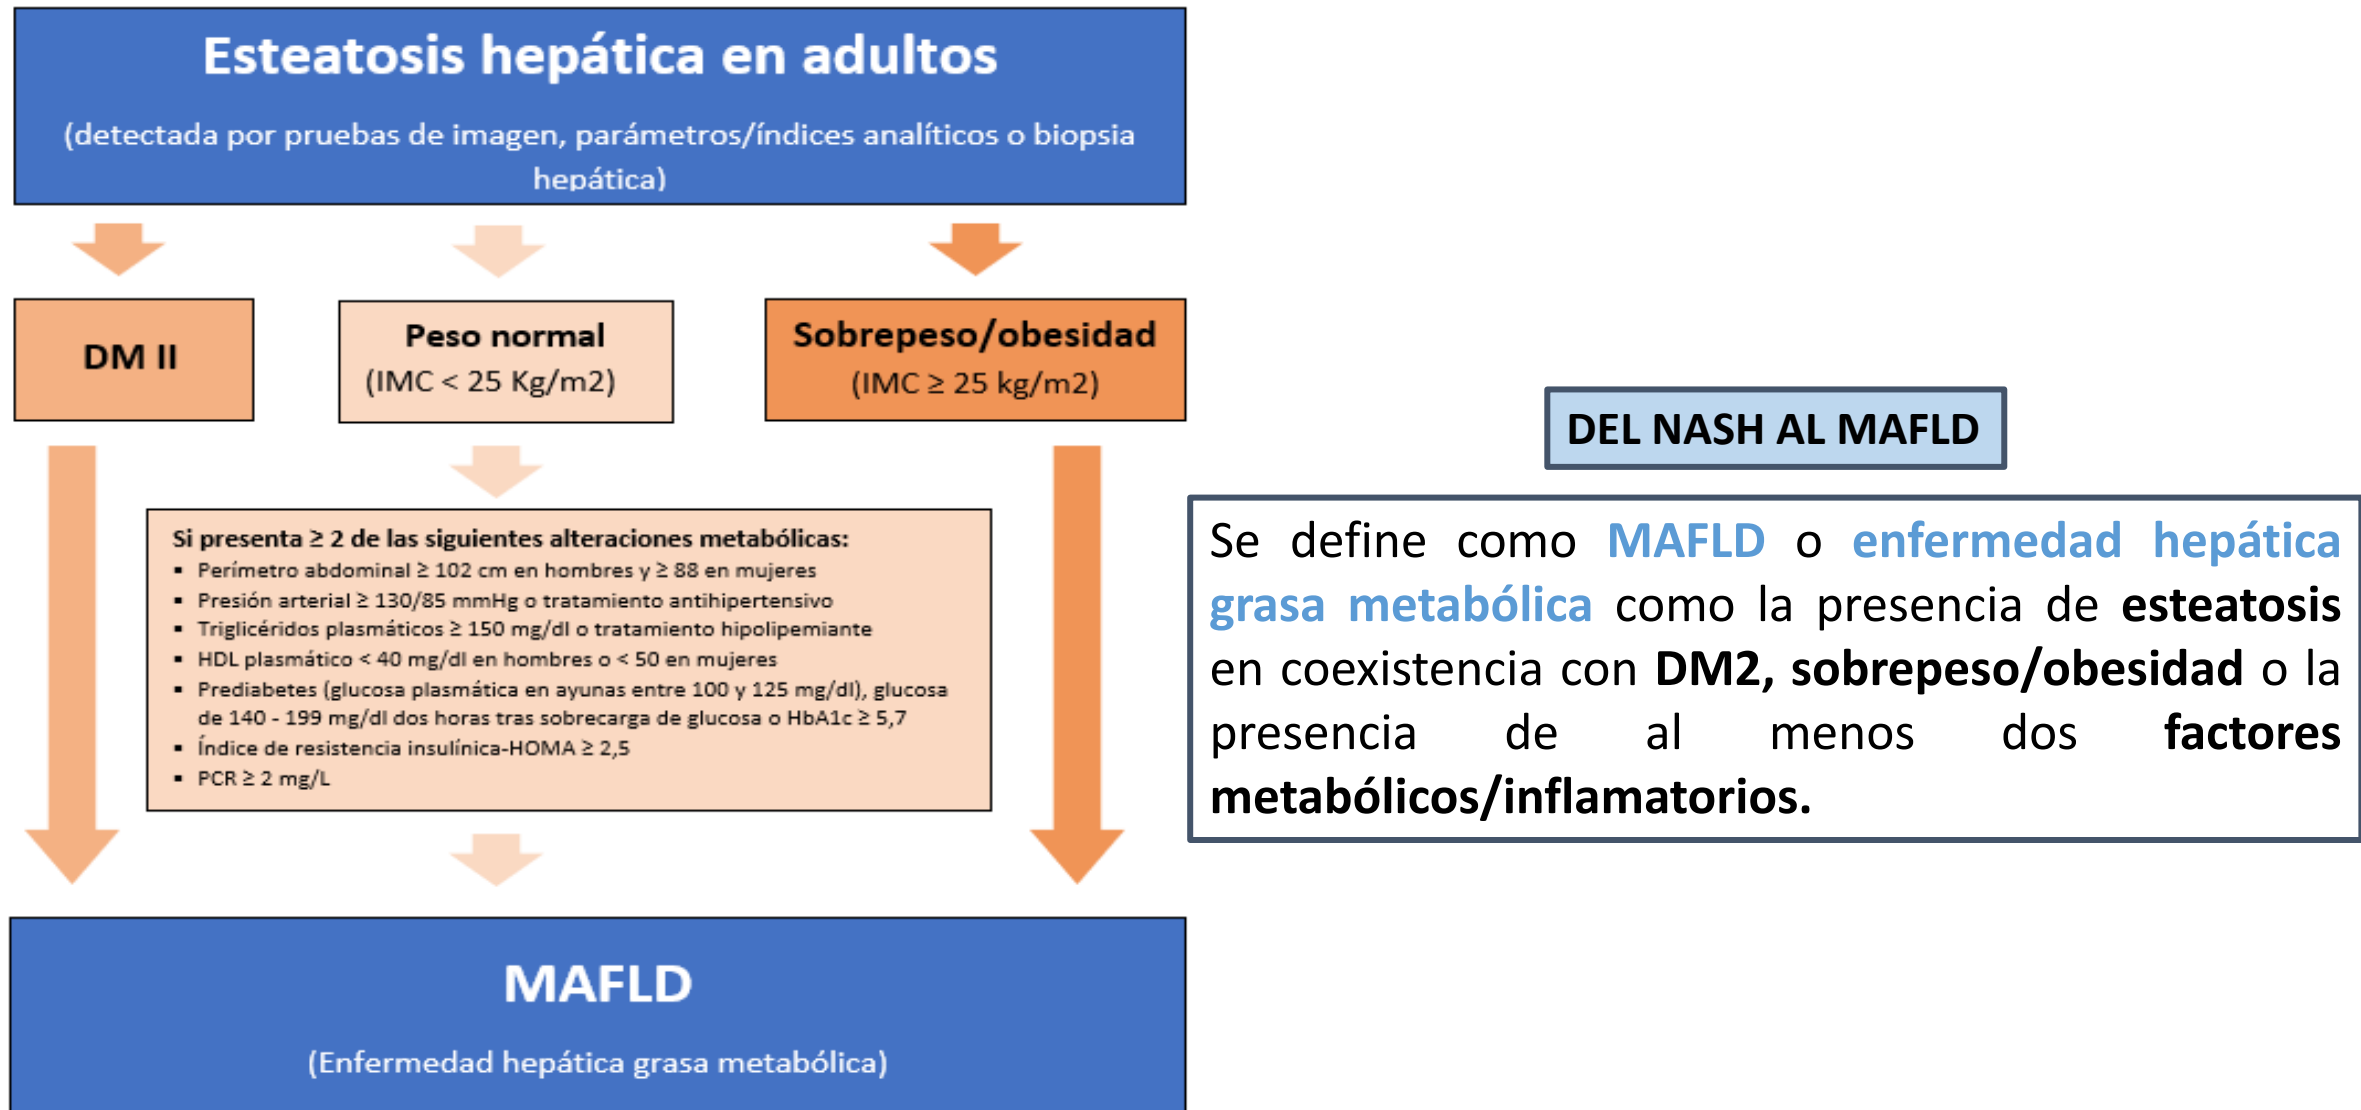 Esteatosis hepática en adultos
(detectada por pruebas de imagen, parámetros/índices analíticos o biopsia
hepática)
DM II
Peso normal
(IMC < 25 Kg/m2)
Sobrepeso/obesidad
(IMC ≥ 25 kg/m2)
Si presenta ≥ 2 de las siguientes alteraciones metabólicas:
▪ Perímetro abdominal ≥ 102 cm en hombres y ≥ 88 en mujeres
▪ Presión arterial ≥ 130/85 mmHg o tratamiento antihipertensivo
▪ Triglicéridos plasmáticos ≥ 150 mg/dl o tratamiento hipolipemiante
▪ HDL plasmático < 40 mg/dl en hombres o < 50 en mujeres
▪ Prediabetes (glucosa plasmática en ayunas entre 100 y 125 mg/dl), glucosa
de 140 - 199 mg/dl dos horas tras sobrecarga de glucosa o HbA1c ≥ 5,7
▪ Índice de resistencia insulínica-HOMA ≥ 2,5
▪ PCR ≥ 2 mg/L
MAFLD
(Enfermedad hepática grasa metabólica)
DEL NASH AL MAFLD
Se define como MAFLD o enfermedad hepática
grasa metabólica como la presencia de esteatosis
en coexistencia con DM2, sobrepeso/obesidad o la
presencia de al menos dos factores
metabólicos/inflamatorios.